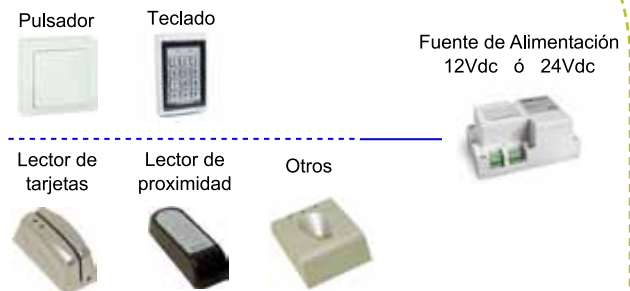 Pulsador
Teclado
Fuente de Alimentación
12Vdc ó 24Vdc
Lector de
tarjetas
Lector de
proximidad
Otros